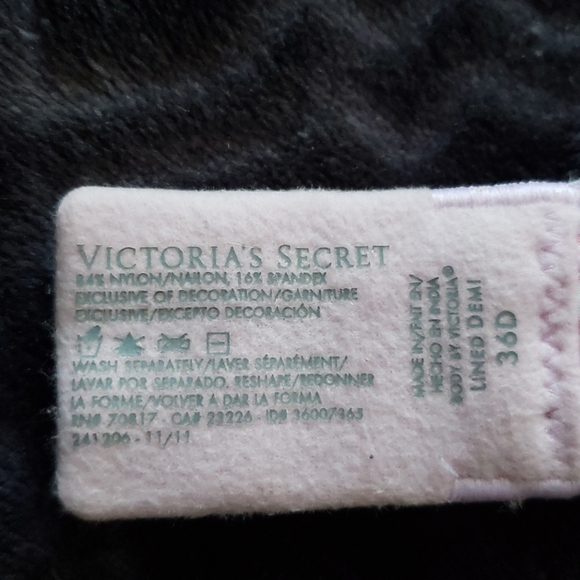 VICTORIA'S SECRET
84% NYLON/NAILON, 16% SPANDEX
EXCLUSIVE OF DECORATION/GARNITURE
EXCLUSIVE/EXCEPTO DECORACIÓN
WASH SEPARATELY/LAVER SÉPARÉMENT/
LAVAR POR SEPARADO, RESHAPE/REDONNER
LA FORME/VOLVER A DAR LA FORMA
RN# 70817 · CA# 23226 · ID# 36007365
241206 - 11/11
MADE IN/FAIT EN/
HECHO EN INDIA
BODY BY VICTORIA®
LINED DEMI
36D